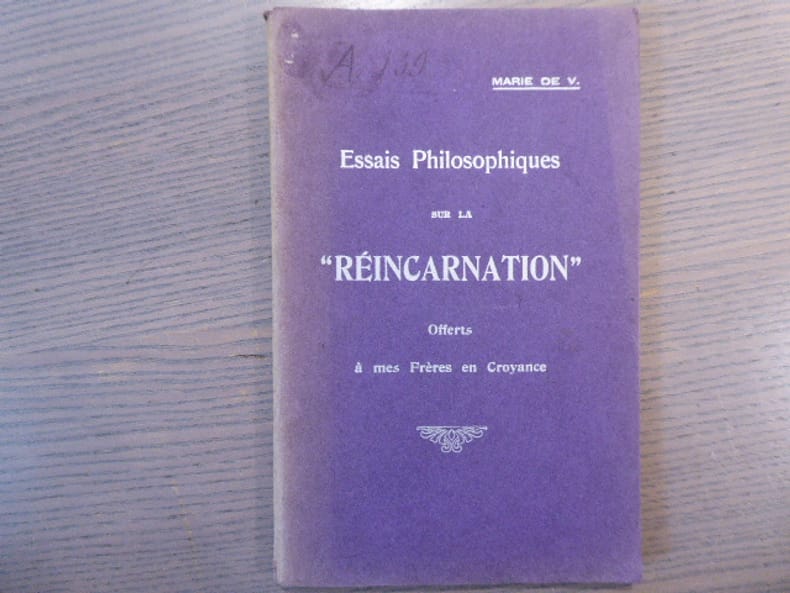 MARIE DE V.
Essais Philosophiques
SUR LA
“RÉINCARNATION”
Offerts
à mes Frères en Croyance